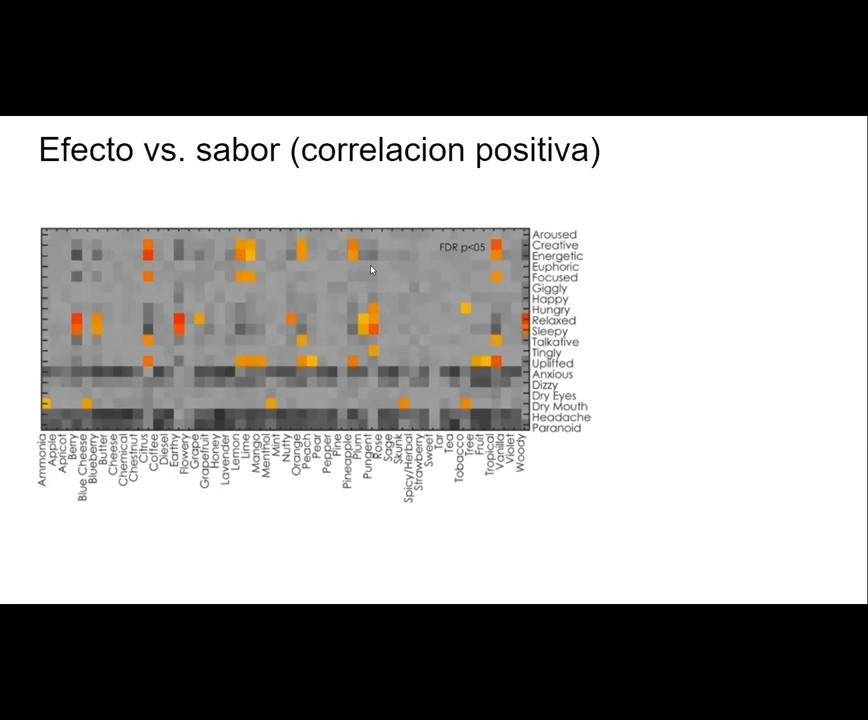 Efecto vs. sabor (correlacion positiva)
FDR p<05
Aroused
Creative
Energetic
Euphoric
Focused
Giggly
Happy
Hungry
Relaxed
Sleepy
Talkative
Tingly
Uplifted
Anxious
Dizzy
Dry Eyes
Dry Mouth
Headache
Paranoid
Ammonia
Apple
Apricot
Berry
Blue Cheese
Blueberry
Butter
Cheese
Chemical
Chestnut
Citrus
Coffee
Diesel
Earthy
Flowery
Grape
Grapefruit
Honey
Lavender
Lemon
Lime
Mango
Menthol
Mint
Nutty
Orange
Peach
Pear
Pepper
Pine
Pineapple
Plum
Pungent
Rose
Sage
Skunk
Spicy/Herbal
Strawberry
Sweet
Tar
Tea
Tobacco
Tree
Fruit
Tropical
Vanilla
Violet
Woody